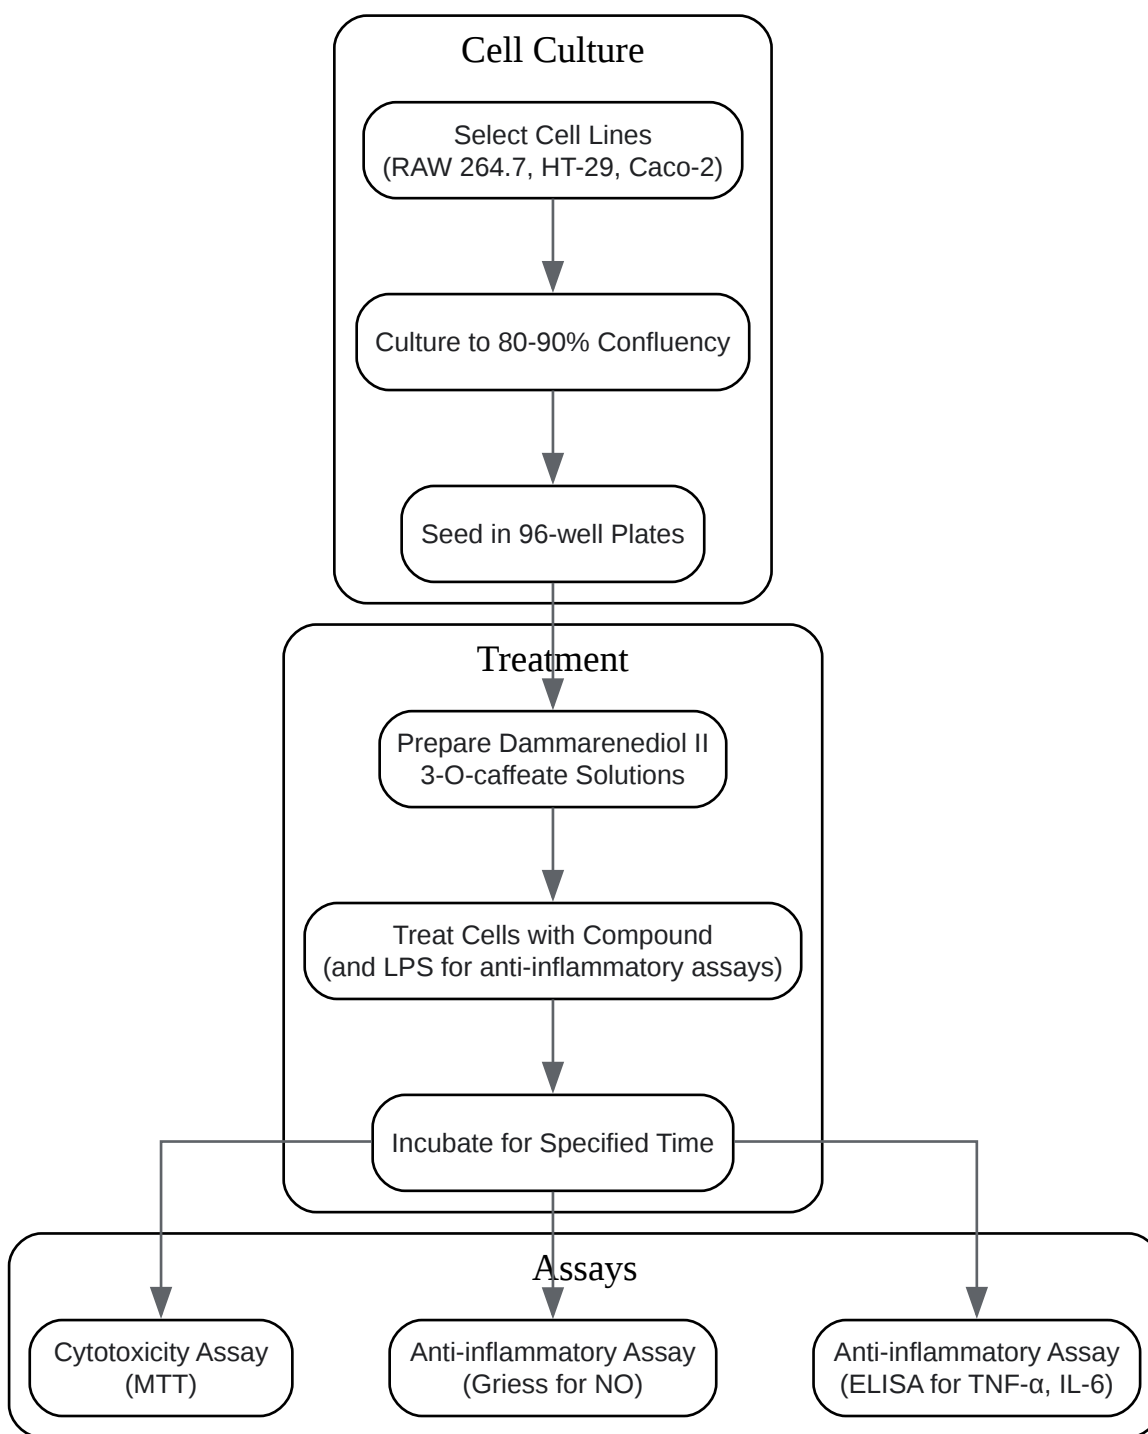 Cell Culture
Select Cell Lines
(RAW 264.7, HT-29, Caco-2)
Culture to 80-90% Confluency
Seed in 96-well Plates
Treatment
Prepare Dammarenediol II
3-O-caffeate Solutions
Treat Cells with Compound
(and LPS for anti-inflammatory assays)
Incubate for Specified Time
Assays
Cytotoxicity Assay
(MTT)
Anti-inflammatory Assay
(Griess for NO)
Anti-inflammatory Assay
(ELISA for TNF-α, IL-6)